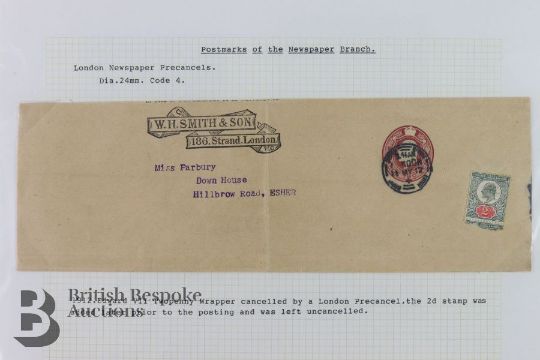 Postmarks of the Newspaper Branch.
London Newspaper Precancels.
Dia.24mm. Code 4.
W.H. SMITH & SON
186, Strand, London
W.C.
Miss Farbury
Down House
Hillbrow Road, ESHER
British Bespoke
Auctions
wrapper cancelled by a London Precancel.the 2d stamp was
prior to the posting and was left uncancelled.